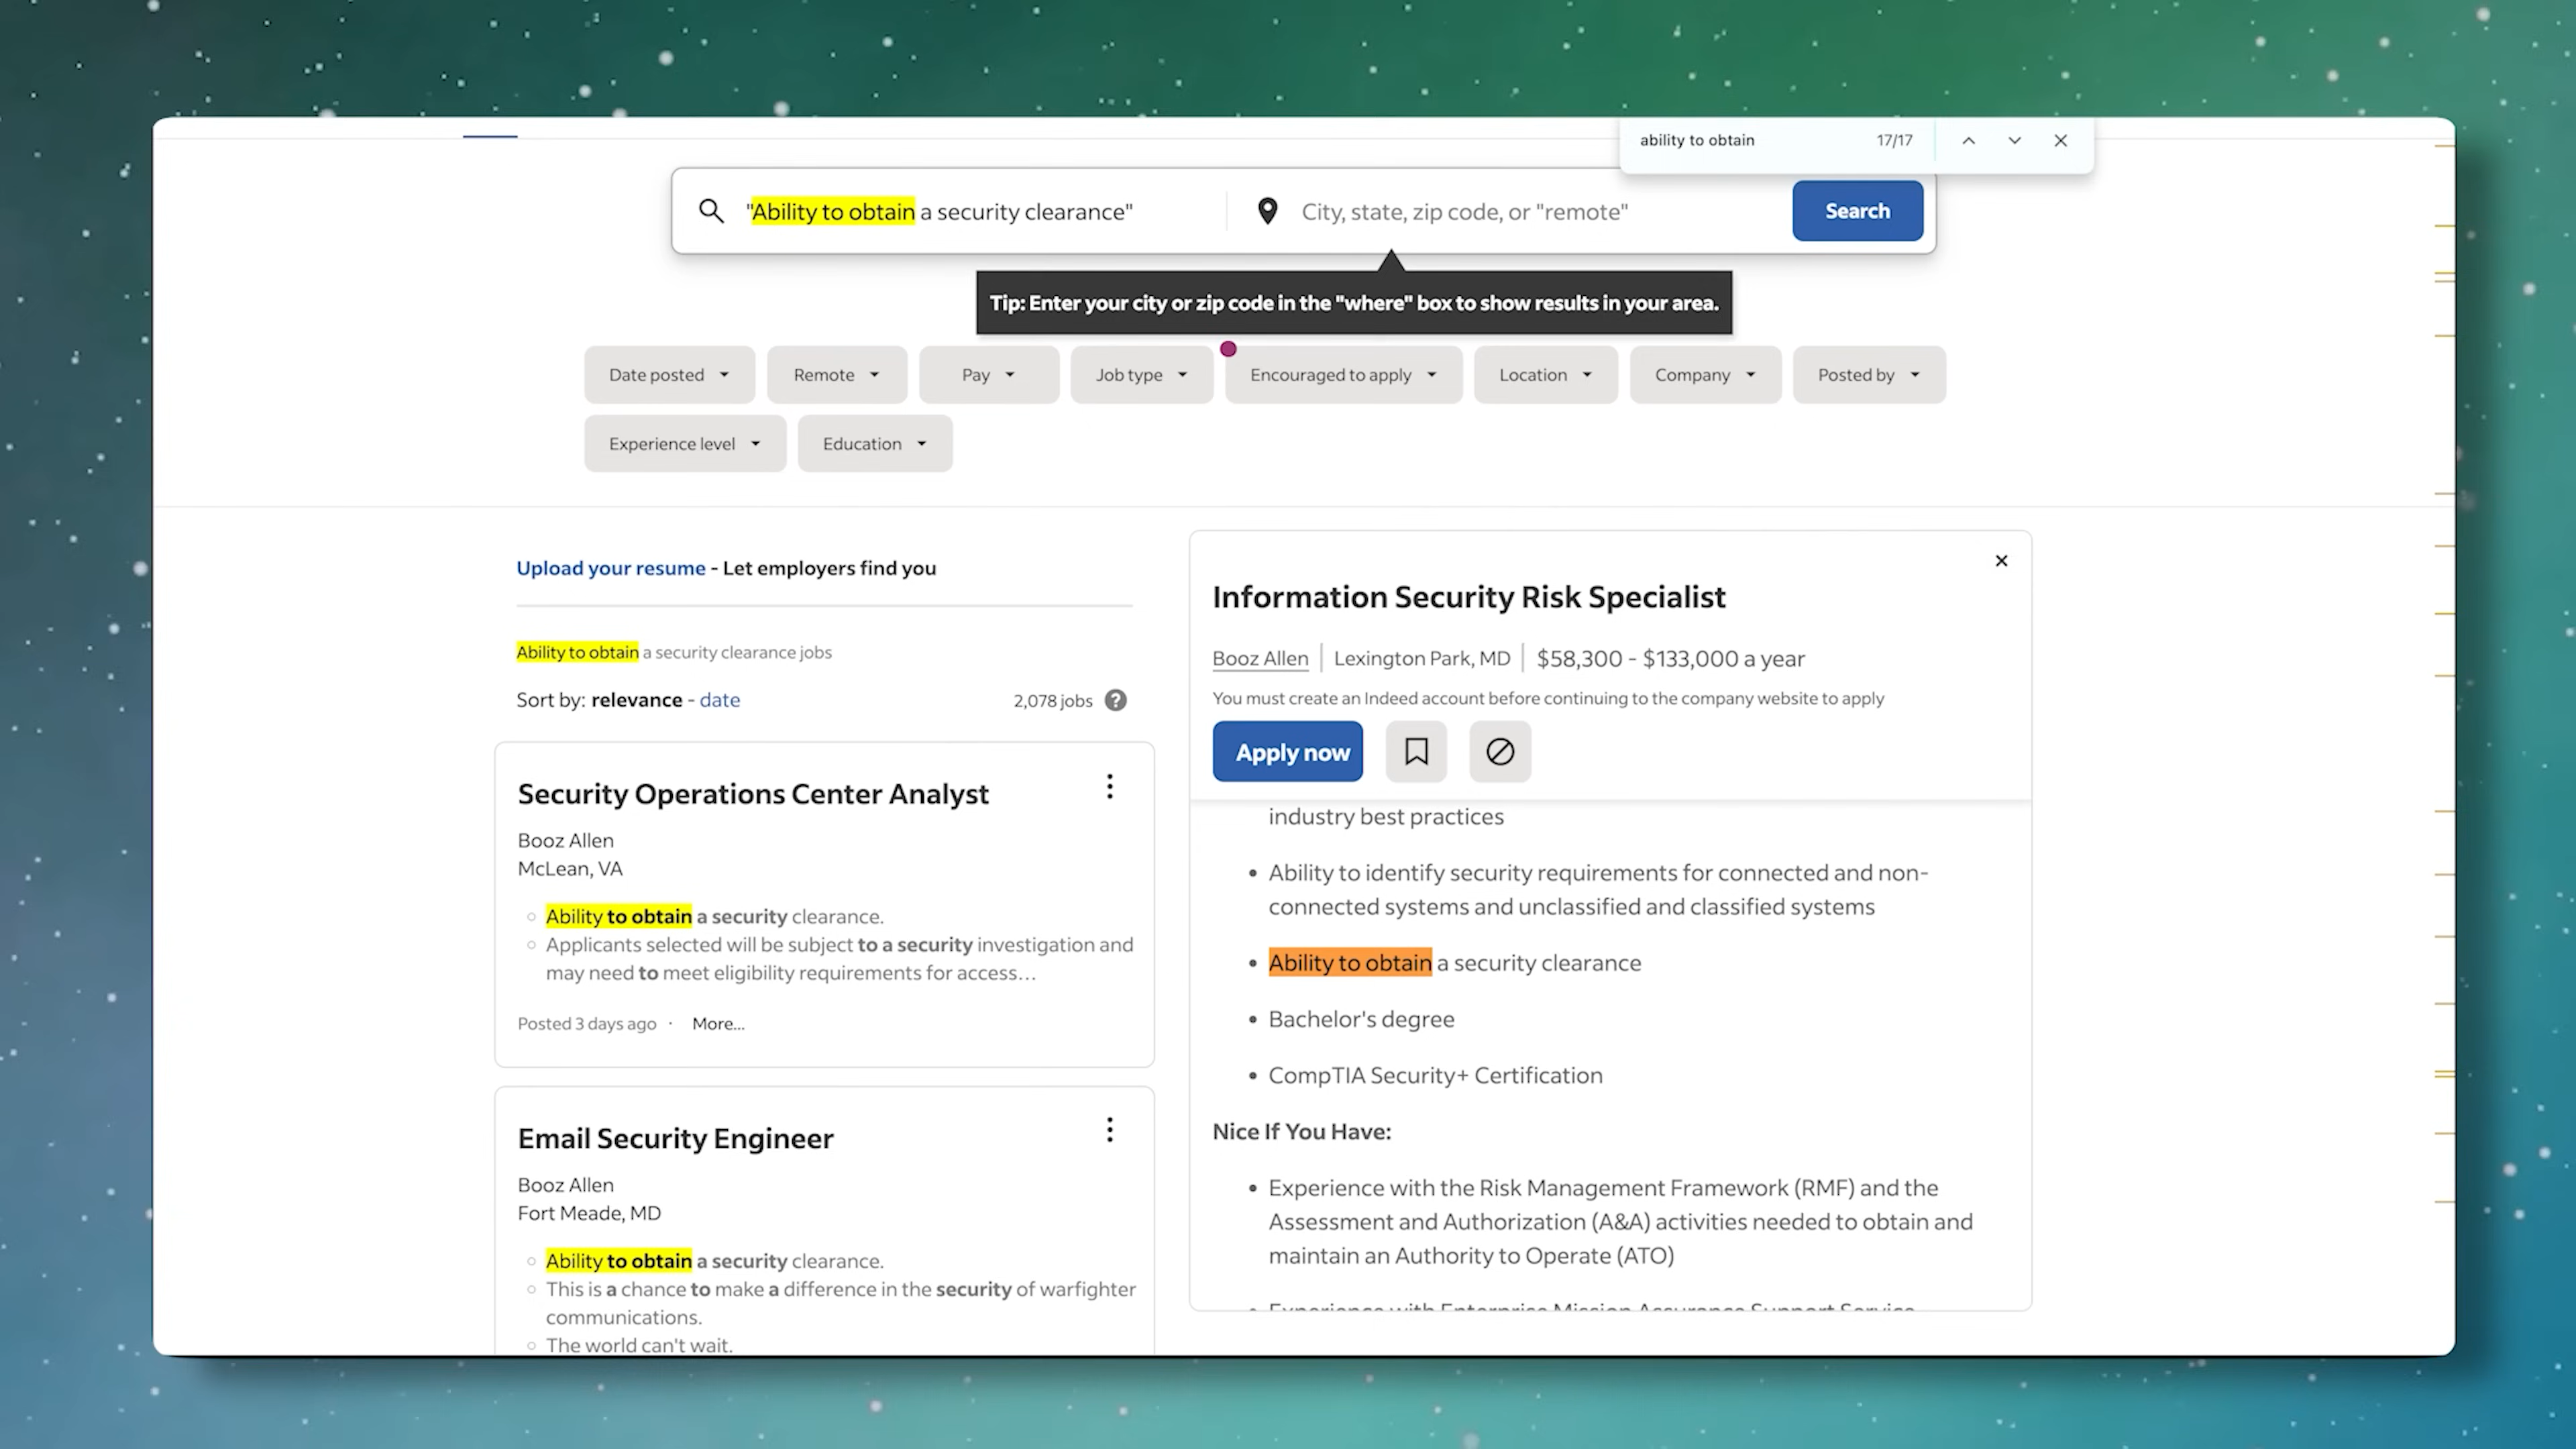 ability to obtain 17/17
"Ability to obtain a security clearance" City, state, zip code, or "remote" Search
Tip: Enter your city or zip code in the "where" box to show results in your area.
Date posted Remote Pay Job type Encouraged to apply Location Company Posted by
Experience level Education
Upload your resume - Let employers find you
Ability to obtain a security clearance jobs
Sort by: relevance - date 2,078 jobs ?
Security Operations Center Analyst
Booz Allen
McLean, VA
Ability to obtain a security clearance.
Applicants selected will be subject to a security investigation and
may need to meet eligibility requirements for access...
Posted 3 days ago · More...
Email Security Engineer
Booz Allen
Fort Meade, MD
Ability to obtain a security clearance.
This is a chance to make a difference in the security of warfighter
communications.
The world can't wait.
Information Security Risk Specialist
Booz Allen Lexington Park, MD $58,300 - $133,000 a year
You must create an Indeed account before continuing to the company website to apply
Apply now
industry best practices
• Ability to identify security requirements for connected and non-
connected systems and unclassified and classified systems
• Ability to obtain a security clearance
• Bachelor's degree
• CompTIA Security+ Certification
Nice If You Have:
• Experience with the Risk Management Framework (RMF) and the
Assessment and Authorization (A&A) activities needed to obtain and
maintain an Authority to Operate (ATO)
• Experience with Enterprise Mission Assurance Support Service